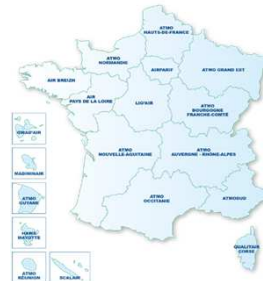 ATMO
HAUTS-DE-FRANCE
ATMO
NORMANDIE
AIRPARIF
ATMO GRAND EST
AIR BREIZH
AIR
PAYS DE LA LOIRE
LIG'AIR
ATMO
BOURGOGNE
FRANCHE-COMTÉ
ATMO
NOUVELLE-AQUITAINE
ATMO
AUVERGNE - RHÔNE-ALPES
ATMO
OCCITANIE
ATMOSUD
QUALITAIR
CORSE
GWAD'AIR
MADININAIR
ATMO
GUYANE
HAWA
MAYOTTE
ATMO
RÉUNION
SCALAIR